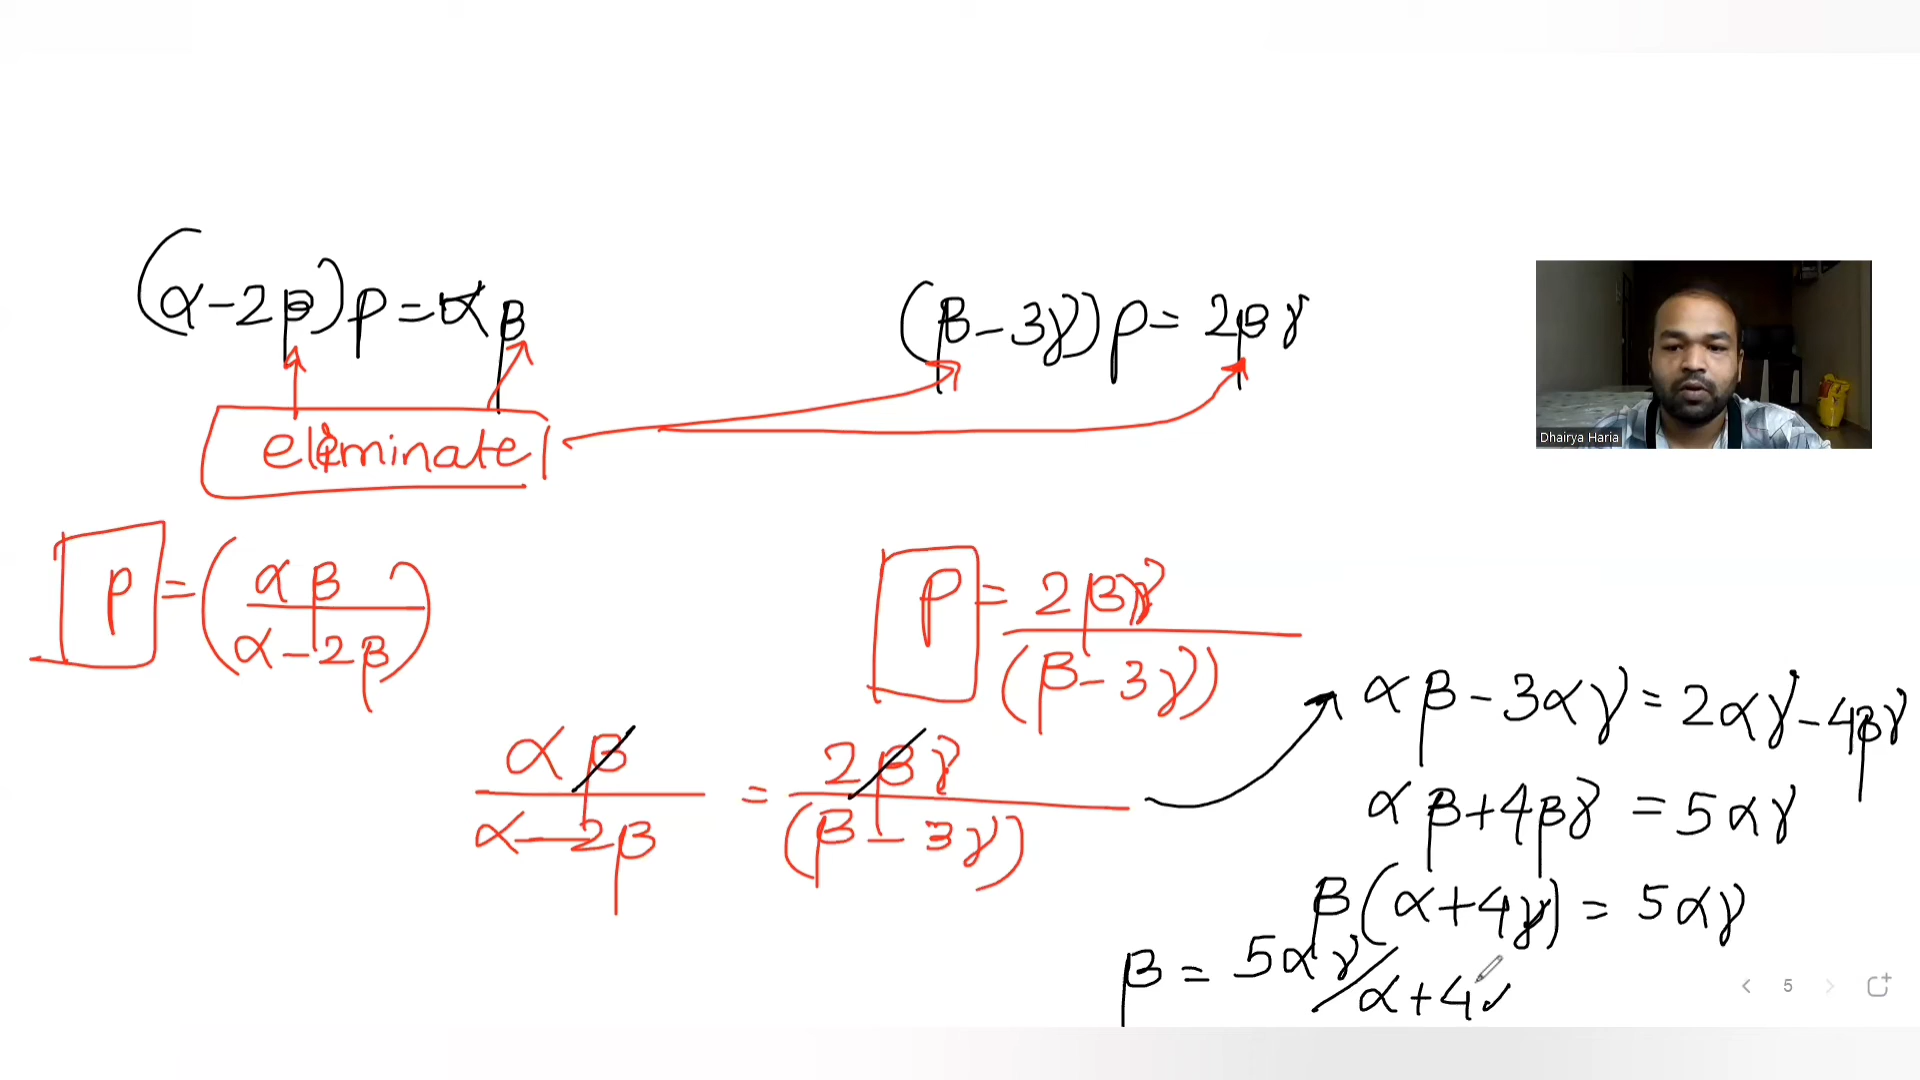 (α-2β)p=αβ
(β-3γ)p=2βγ
eliminate
Dhairya Haria
p=(αβ/α-2β)
p=2βγ/(β-3γ)
αβ/α-2β = 2βγ/(β-3γ)
αβ-3αγ=2αγ-4βγ
αβ+4βγ=5αγ
β(α+4γ)=5αγ
β=5αγ/α+4
5